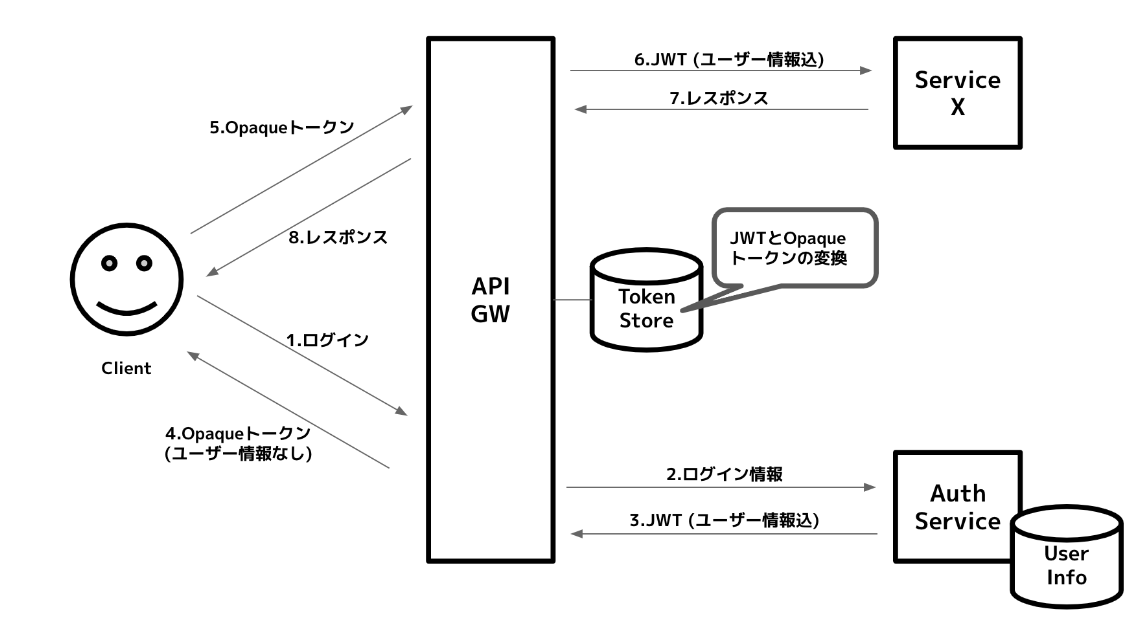 6.JWT (ユーザー情報込)
Service
X
7.レスポンス
5.Opaqueトークン
8.レスポンス
JWTとOpaque
トークンの変換
API
GW
Token
Store
1.ログイン
Client
4.Opaqueトークン
(ユーザー情報なし)
2.ログイン情報
3.JWT (ユーザー情報込)
Auth
Service
User
Info